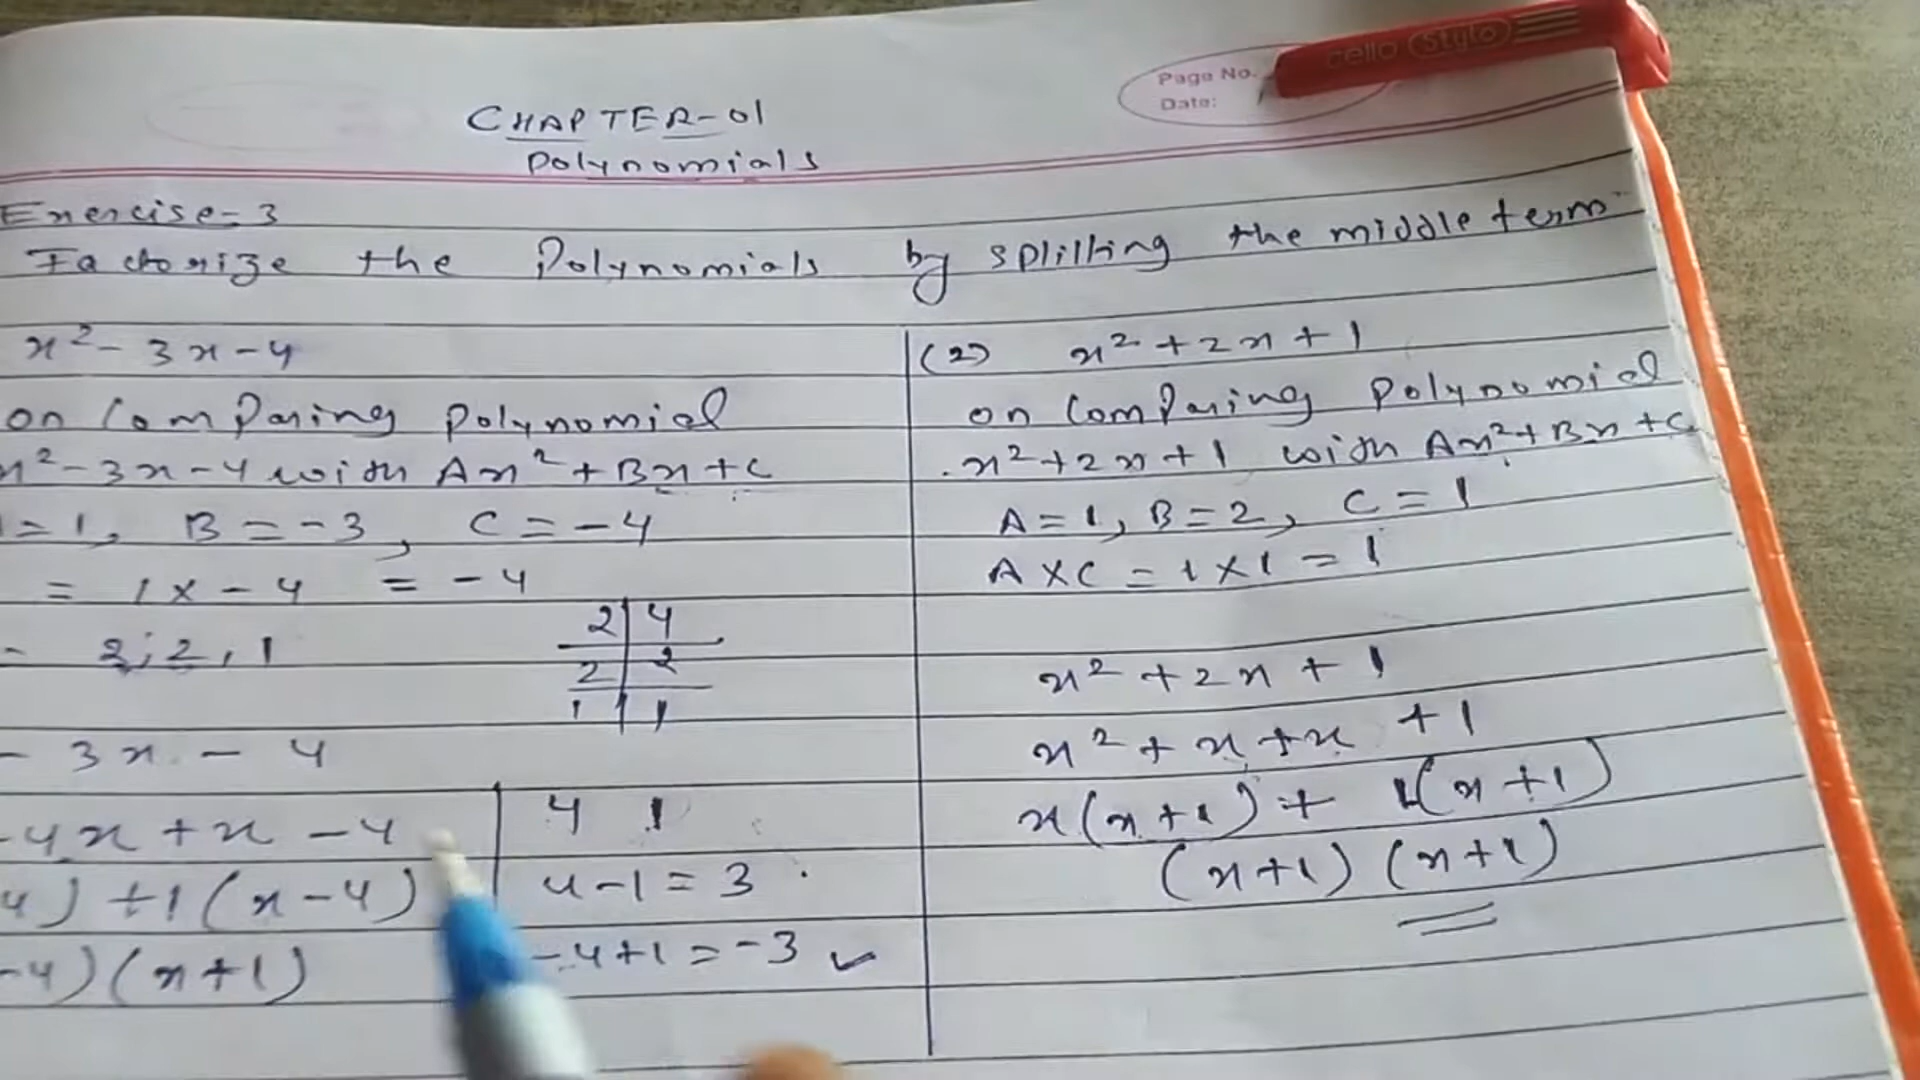 cello Stylo
Page No.
Date:
CHAPTER-01
Polynomials
Exercise-3
Factorize the Polynomials by splitting the middle term
x² - 3x - 4
on Comparing Polynomial
x² - 3x - 4 with Ax² + Bx + C
= 1, B = -3, C = -4
= 1 x - 4 = -4
2, 2, 1
2 | 4
2 | 2
1 | 1
- 3x - 4
- 4x + x - 4
4) + 1(x - 4)
-4) (x + 1)
4 1
4 - 1 = 3
-4 + 1 = -3 ✓
(2) x² + 2x + 1
on Comparing Polynomial
x² + 2x + 1 with Ax² + Bx + C
A = 1, B = 2, C = 1
A X C = 1 X 1 = 1
x² + 2x + 1
x² + x + x + 1
x(x + 1) + 1(x + 1)
(x + 1) (x + 1)